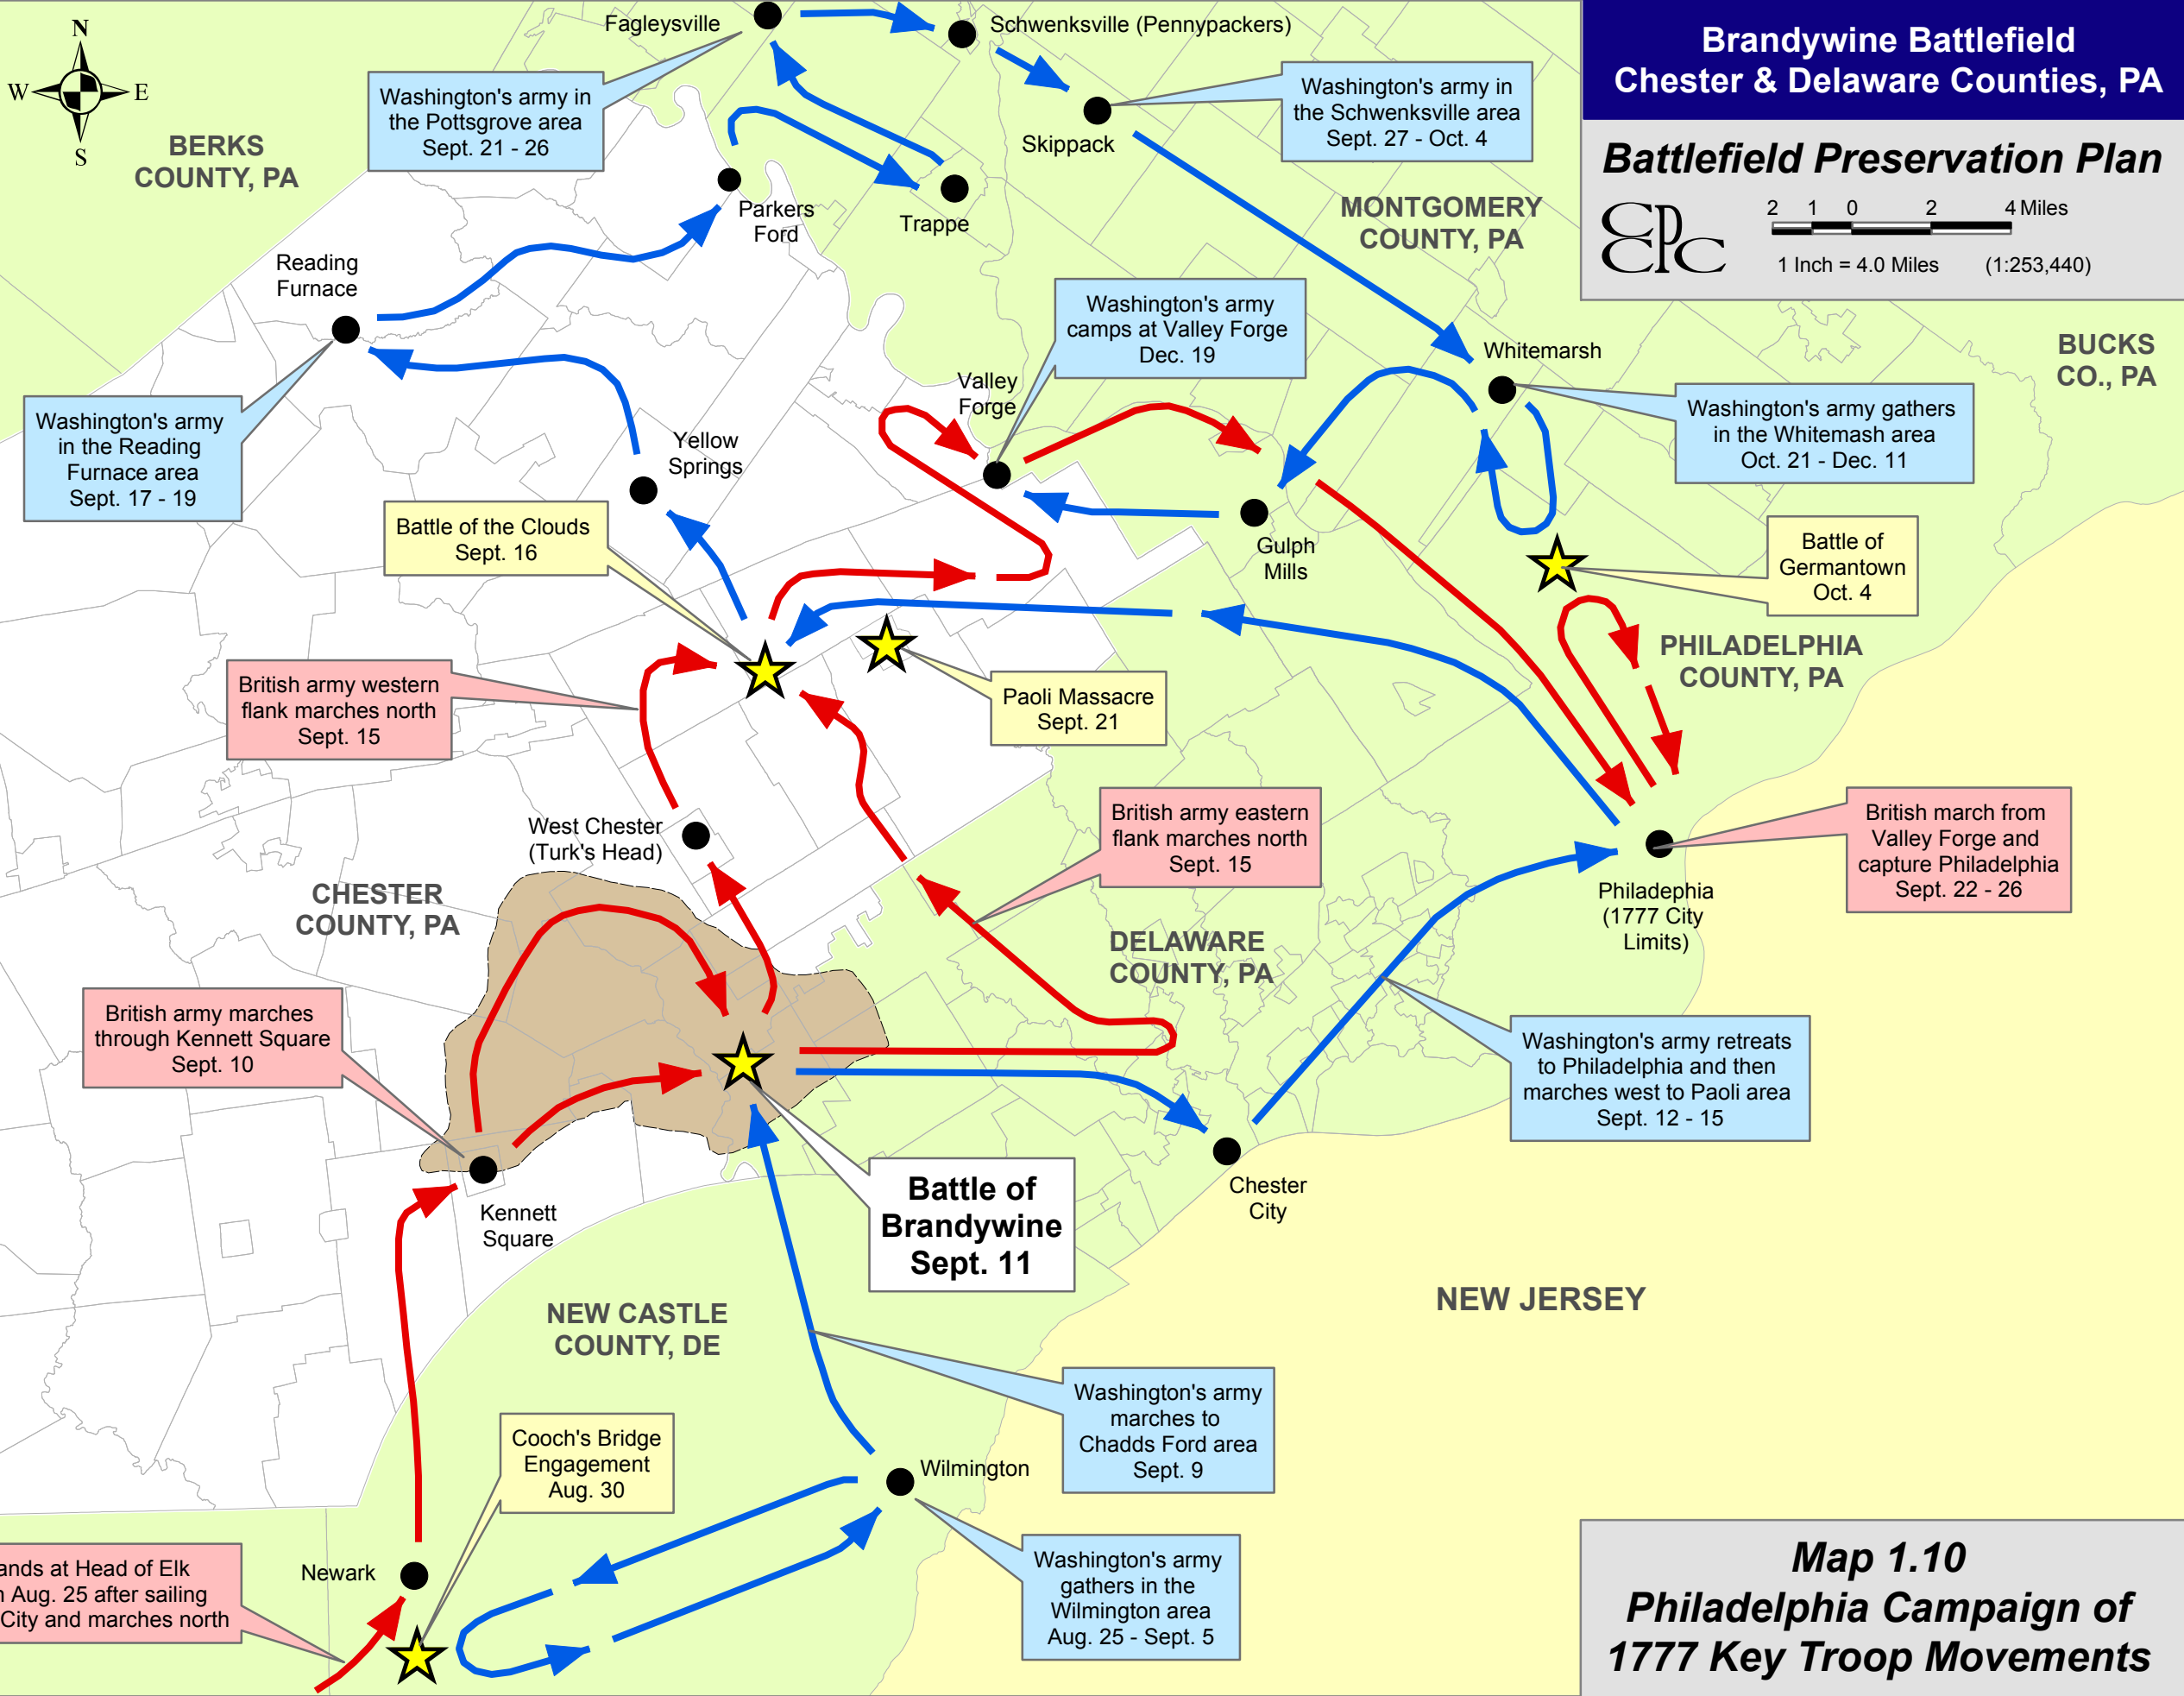 Brandywine Battlefield
Chester & Delaware Counties, PA
Battlefield Preservation Plan
2 1 0 2 4 Miles
CCPC
1 Inch = 4.0 Miles (1:253,440)
N
W E
S
Fagleysville
Schwenksville (Pennypackers)
Washington's army in
the Pottsgrove area
Sept. 21 - 26
Washington's army in
the Schwenksville area
Sept. 27 - Oct. 4
Skippack
BERKS
COUNTY, PA
Parkers
Ford
Trappe
MONTGOMERY
COUNTY, PA
Reading
Furnace
Washington's army
camps at Valley Forge
Dec. 19
Whitemarsh
BUCKS
CO., PA
Valley
Forge
Washington's army gathers
in the Whitemash area
Oct. 21 - Dec. 11
Washington's army
in the Reading
Furnace area
Sept. 17 - 19
Yellow
Springs
Battle of the Clouds
Sept. 16
Gulph
Mills
Battle of
Germantown
Oct. 4
PHILADELPHIA
COUNTY, PA
British army western
flank marches north
Sept. 15
Paoli Massacre
Sept. 21
West Chester
(Turk's Head)
British army eastern
flank marches north
Sept. 15
British march from
Valley Forge and
capture Philadelphia
Sept. 22 - 26
Philadephia
(1777 City
Limits)
CHESTER
COUNTY, PA
DELAWARE
COUNTY, PA
British army marches
through Kennett Square
Sept. 10
Washington's army retreats
to Philadelphia and then
marches west to Paoli area
Sept. 12 - 15
Kennett
Square
Battle of
Brandywine
Sept. 11
Chester
City
NEW CASTLE
COUNTY, DE
NEW JERSEY
Washington's army
marches to
Chadds Ford area
Sept. 9
Cooch's Bridge
Engagement
Aug. 30
Wilmington
Washington's army
gathers in the
Wilmington area
Aug. 25 - Sept. 5
Newark
ands at Head of Elk
Aug. 25 after sailing
City and marches north
Map 1.10
Philadelphia Campaign of
1777 Key Troop Movements